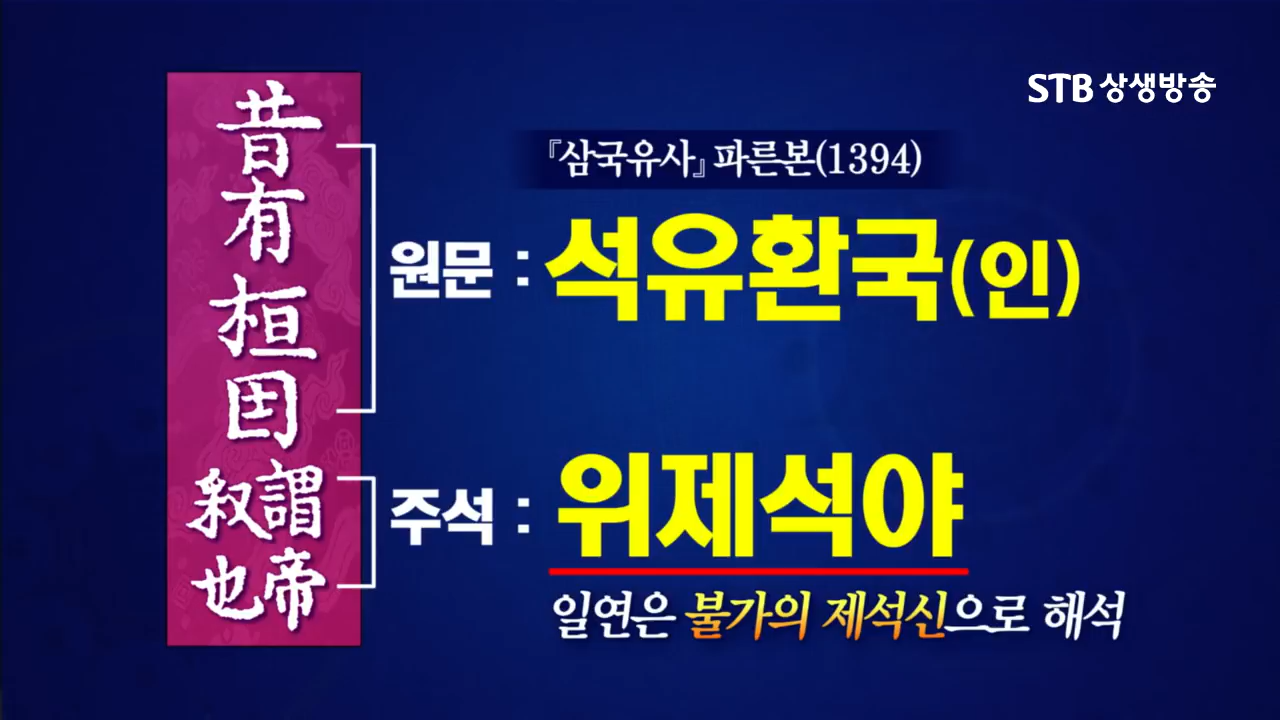 STB 상생방송
昔有桓田
謂帝
釈也
『삼국유사』 파른본(1394)
원문 : 석유환국(인)
주석 : 위제석야
일연은 불가의 제석신으로 해석